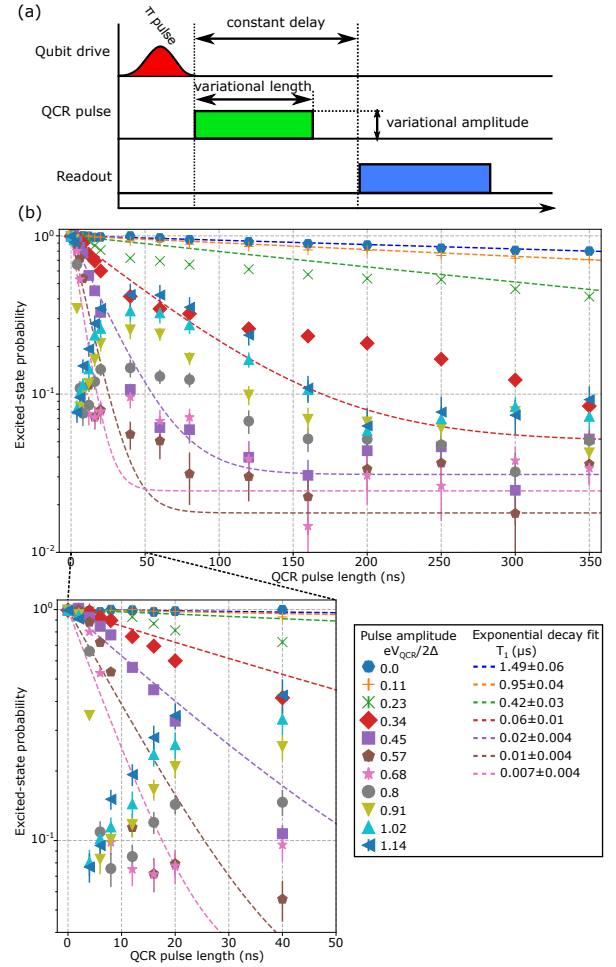 (a)
π pulse
constant delay
Qubit drive
variational length
QCR pulse
variational amplitude
Readout
(b)
10⁰
10⁻¹
10⁻²
Excited-state probability
0 50 100 150 200 250 300 350
QCR pulse length (ns)
10⁰
10⁻¹
Excited-state probability
0 10 20 30 40 50
QCR pulse length (ns)
Pulse amplitude Exponential decay fit
eV_QCR/2Δ T₁ (μs)
0.0 1.49±0.06
0.11 0.95±0.04
0.23 0.42±0.03
0.34 0.06±0.01
0.45 0.02±0.004
0.57 0.01±0.004
0.68 0.007±0.004
0.8
0.91
1.02
1.14